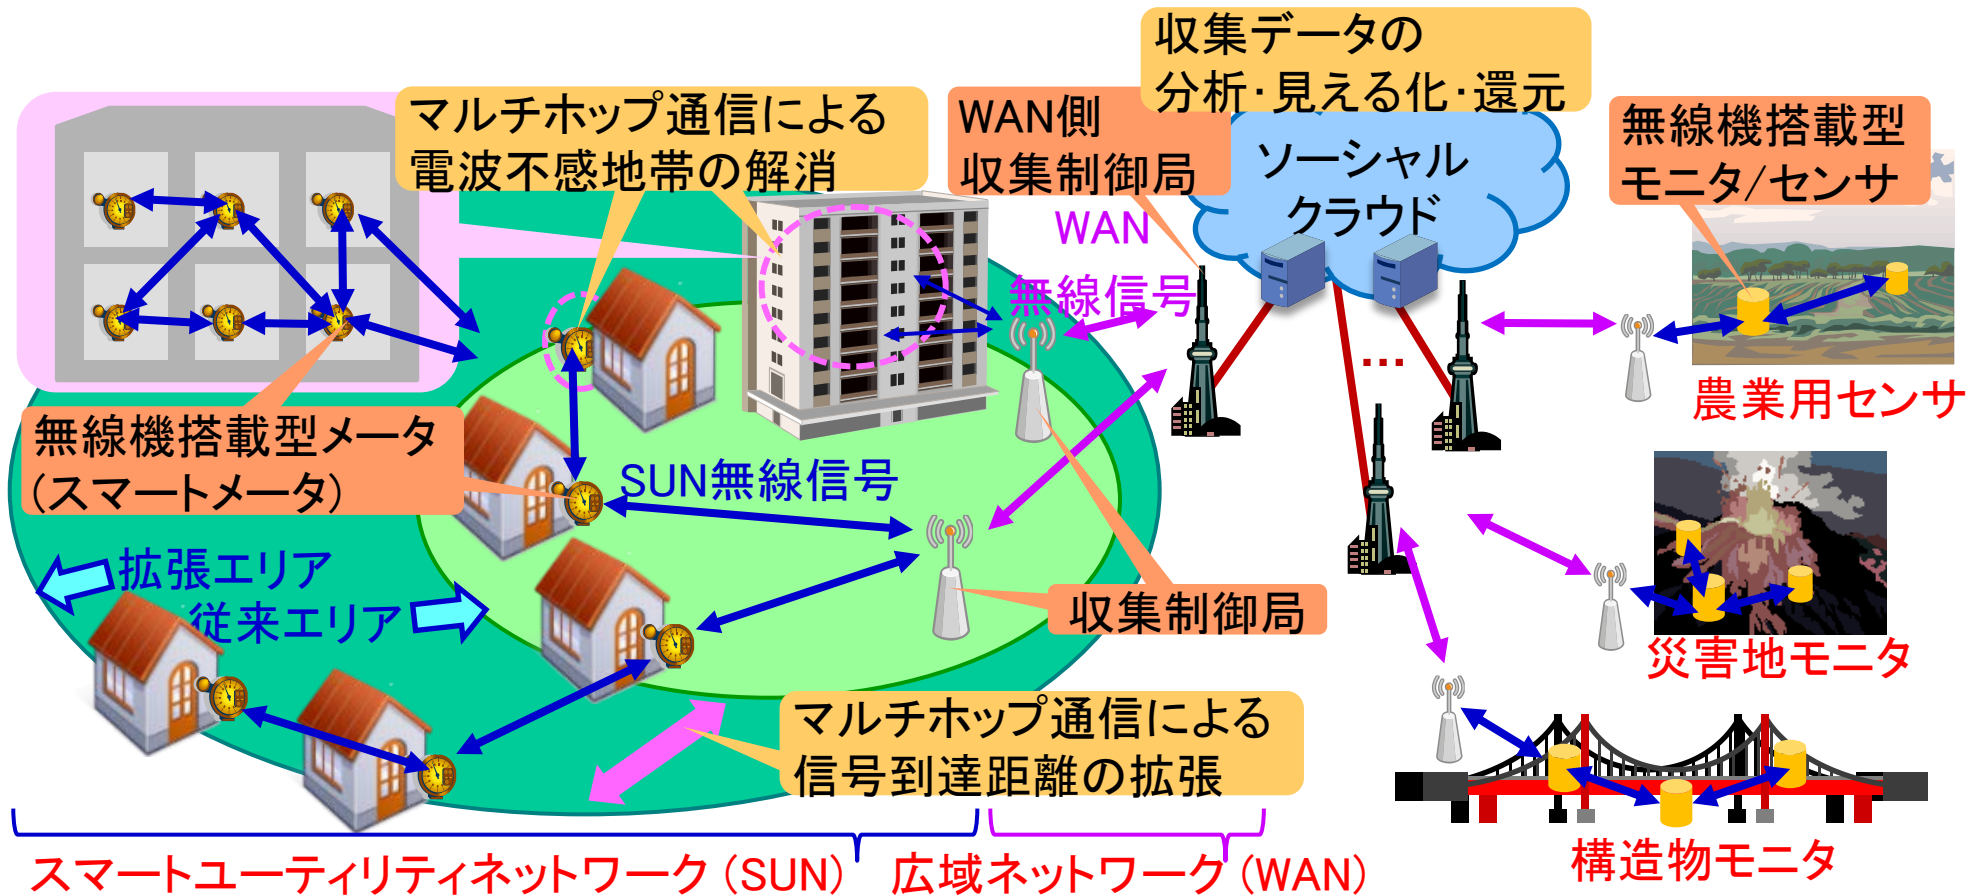 収集データの
分析・見える化・還元
マルチホップ通信による
電波不感地帯の解消
WAN側
収集制御局
無線機搭載型
モニタ/センサ
ソーシャル
クラウド
WAN
無線信号
…
農業用センサ
無線機搭載型メータ
(スマートメータ)
SUN無線信号
拡張エリア
従来エリア
収集制御局
災害地モニタ
マルチホップ通信による
信号到達距離の拡張
構造物モニタ
スマートユーティリティネットワーク(SUN)
広域ネットワーク(WAN)